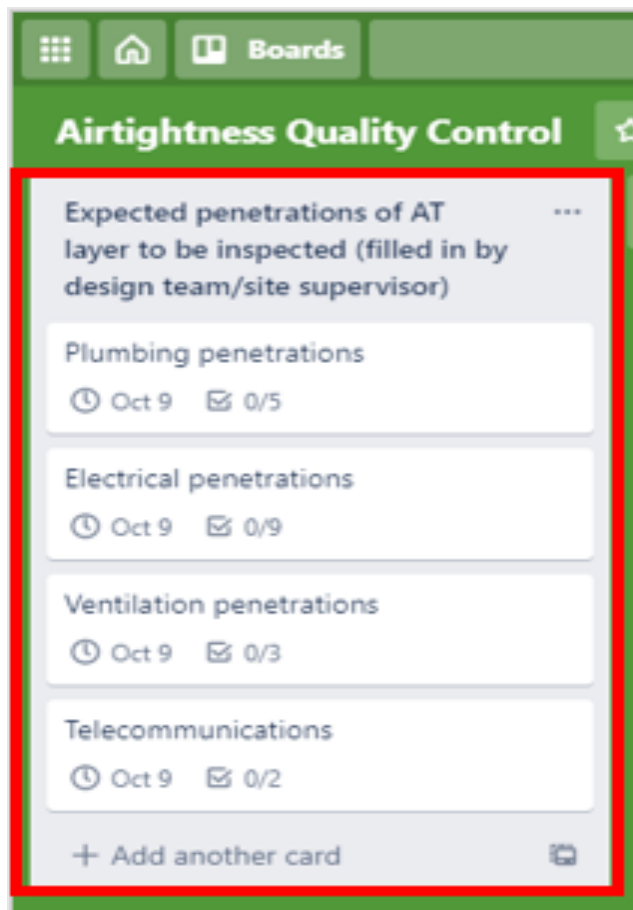 Boards
Airtightness Quality Control
Expected penetrations of AT
layer to be inspected (filled in by
design team/site supervisor)
Plumbing penetrations
Oct 9 0/5
Electrical penetrations
Oct 9 0/9
Ventilation penetrations
Oct 9 0/3
Telecommunications
Oct 9 0/2
+ Add another card